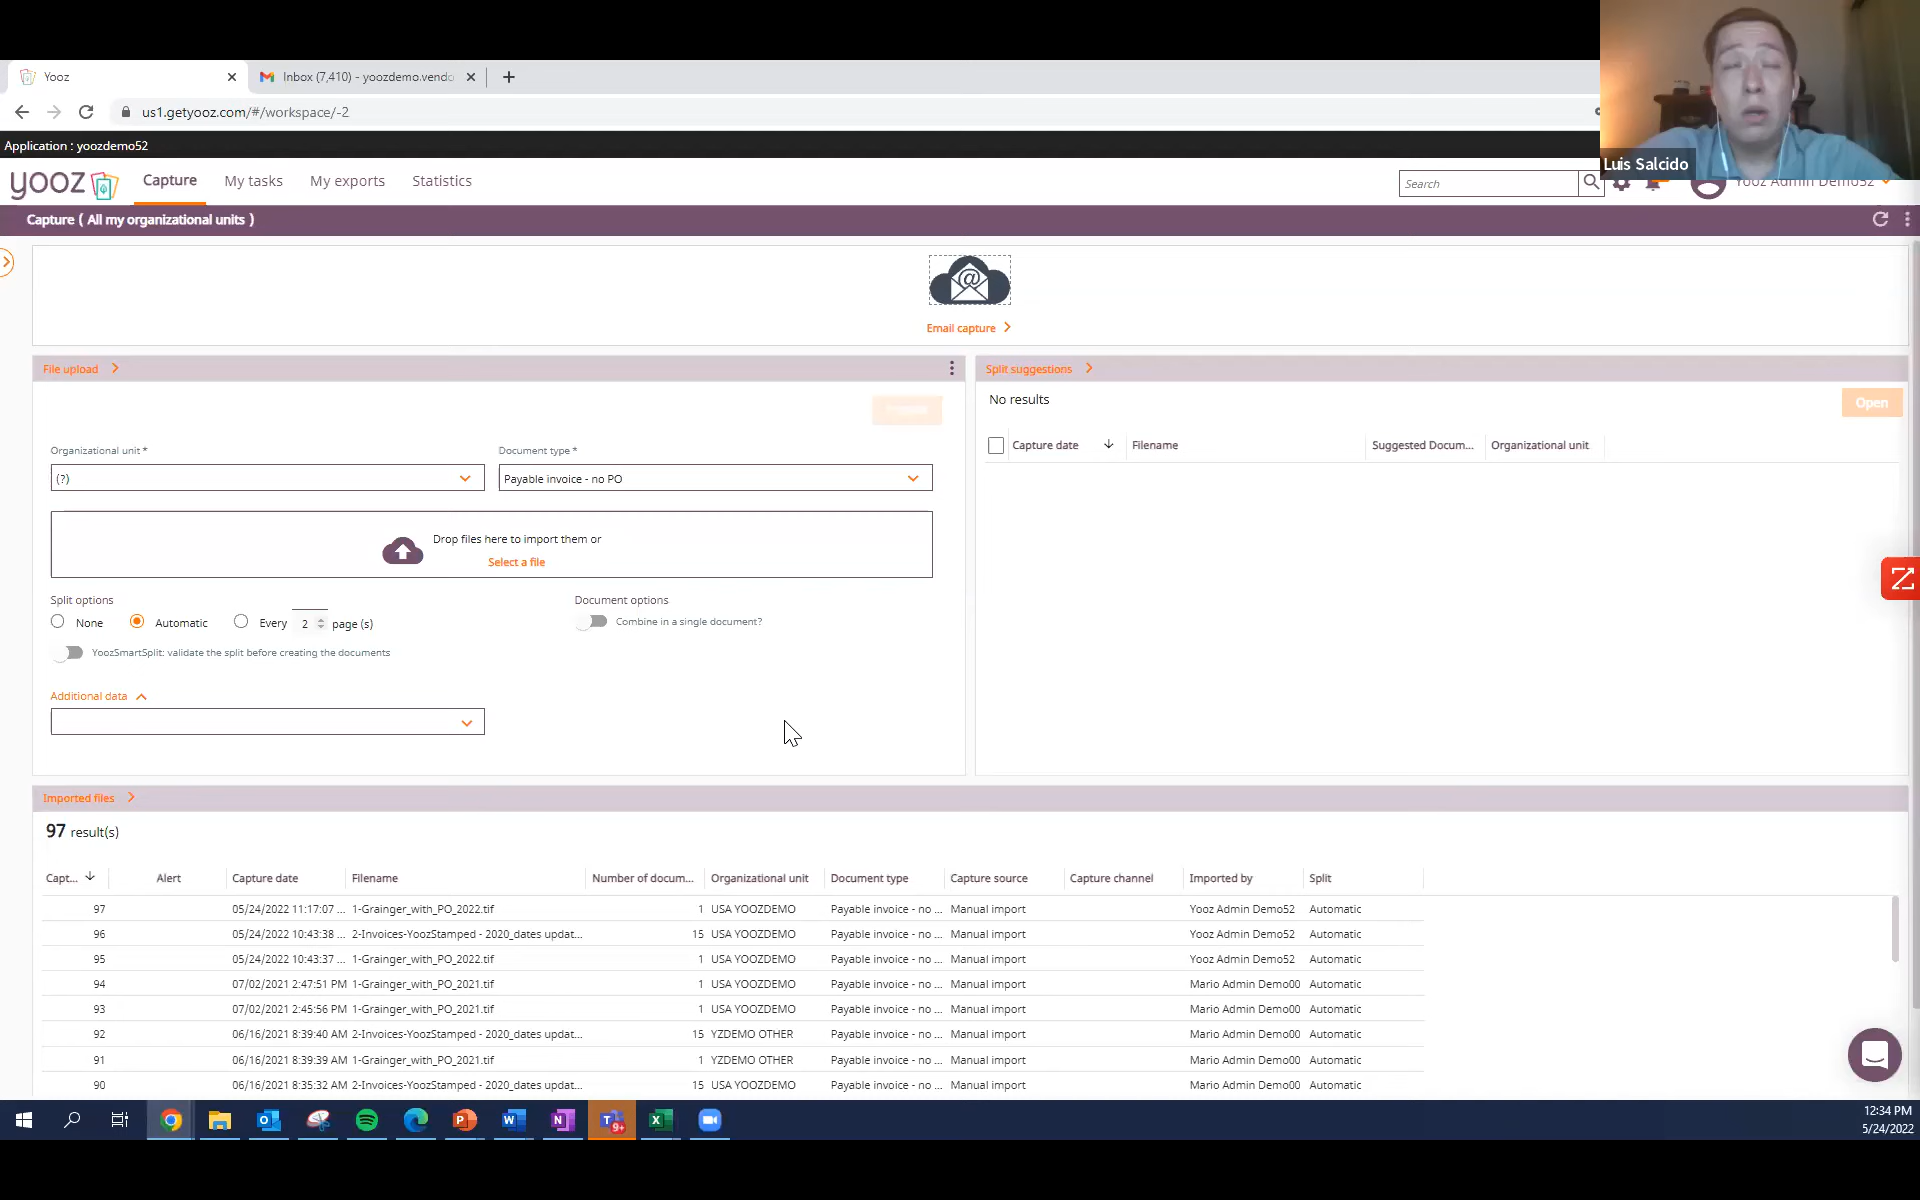 Yooz
Inbox (7,410) - yoozdemo.vendo
us1.getyooz.com/#/workspace/-2
Application : yoozdemo52
yooz
Capture
My tasks
My exports
Statistics
Search
Yooz Admin Demo52
Luis Salcido
Capture ( All my organizational units )
Email capture
File upload
Organizational unit *
(?)
Document type *
Payable invoice - no PO
Drop files here to import them or
Select a file
Split options
None
Automatic
Every 2 page (s)
Document options
Combine in a single document?
YoozSmartSplit: validate the split before creating the documents
Additional data
Split suggestions
No results
Open
Capture date Filename Suggested Docum... Organizational unit
Imported files
97 result(s)
Capt... Alert Capture date Filename Number of docum... Organizational unit Document type Capture source Capture channel Imported by Split
97 05/24/2022 11:17:07 ... 1-Grainger_with_PO_2022.tif 1 USA YOOZDEMO Payable invoice - no ... Manual import Yooz Admin Demo52 Automatic
96 05/24/2022 10:43:38 ... 2-Invoices-YoozStamped - 2020_dates updat... 15 USA YOOZDEMO Payable invoice - no ... Manual import Yooz Admin Demo52 Automatic
95 05/24/2022 10:43:37 ... 1-Grainger_with_PO_2022.tif 1 USA YOOZDEMO Payable invoice - no ... Manual import Yooz Admin Demo52 Automatic
94 07/02/2021 2:47:51 PM 1-Grainger_with_PO_2021.tif 1 USA YOOZDEMO Payable invoice - no ... Manual import Mario Admin Demo00 Automatic
93 07/02/2021 2:45:56 PM 1-Grainger_with_PO_2021.tif 1 USA YOOZDEMO Payable invoice - no ... Manual import Mario Admin Demo00 Automatic
92 06/16/2021 8:39:40 AM 2-Invoices-YoozStamped - 2020_dates updat... 15 YZDEMO OTHER Payable invoice - no ... Manual import Mario Admin Demo00 Automatic
91 06/16/2021 8:39:39 AM 1-Grainger_with_PO_2021.tif 1 YZDEMO OTHER Payable invoice - no ... Manual import Mario Admin Demo00 Automatic
90 06/16/2021 8:35:32 AM 2-Invoices-YoozStamped - 2020_dates updat... 15 USA YOOZDEMO Payable invoice - no ... Manual import Mario Admin Demo00 Automatic
9+
12:34 PM
5/24/2022